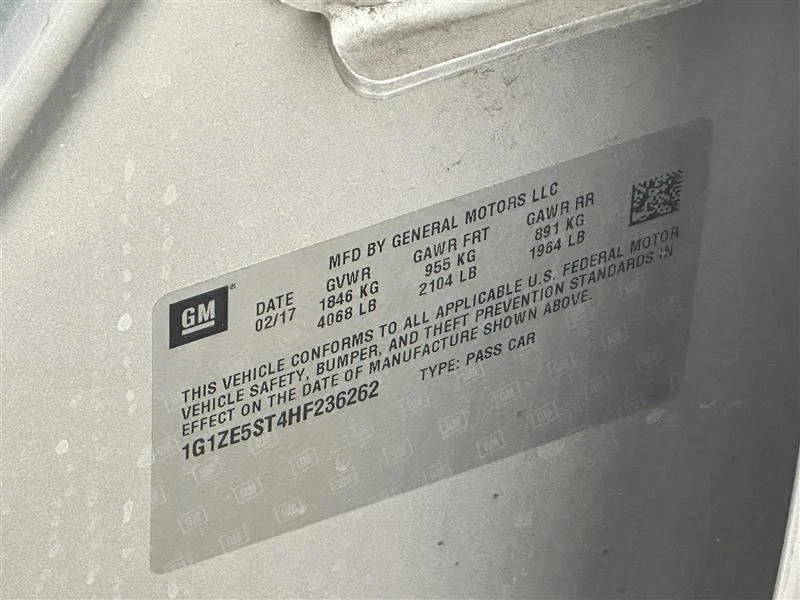 MFD BY GENERAL MOTORS LLC
GM
DATE GVWR GAWR FRT GAWR RR
02/17 1846 KG 955 KG 891 KG
4068 LB 2104 LB 1964 LB
THIS VEHICLE CONFORMS TO ALL APPLICABLE U.S. FEDERAL MOTOR
VEHICLE SAFETY, BUMPER, AND THEFT PREVENTION STANDARDS IN
EFFECT ON THE DATE OF MANUFACTURE SHOWN ABOVE.
1G1ZE5ST4HF236262 TYPE: PASS CAR